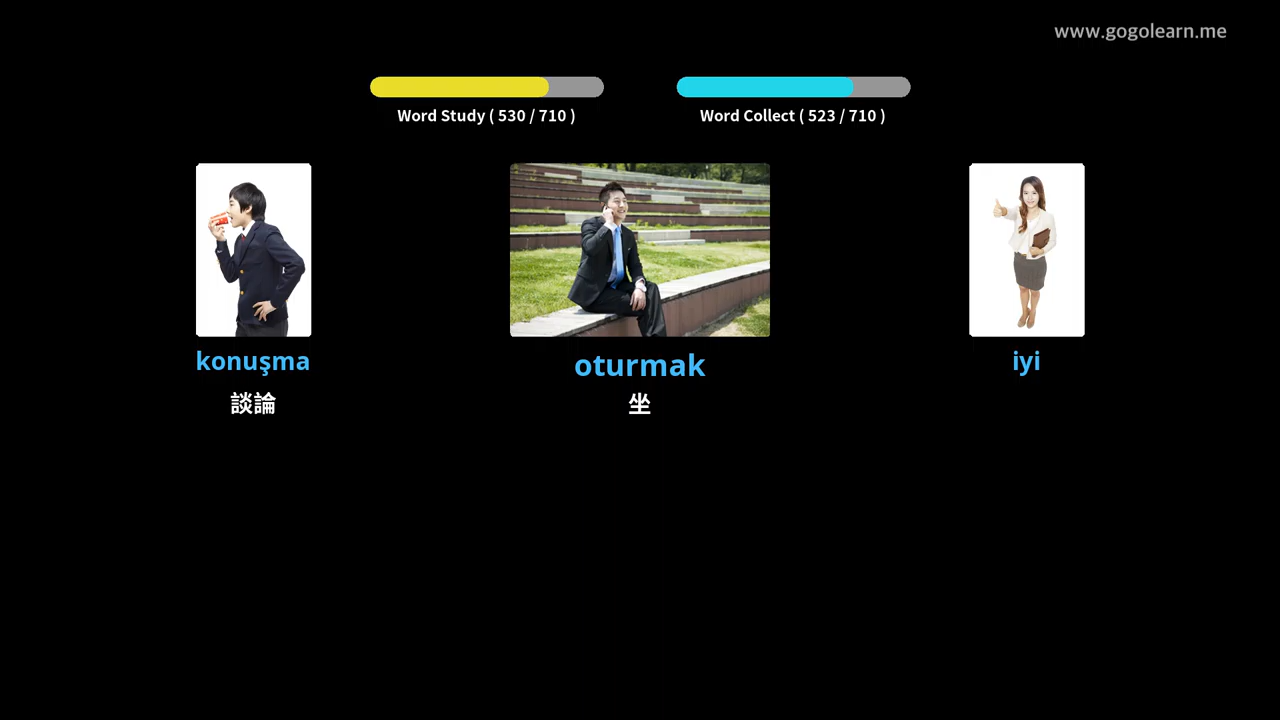 www.gogolearn.me
Word Study ( 530 / 710 )
Word Collect ( 523 / 710 )
konuşma
談論
oturmak
坐
iyi